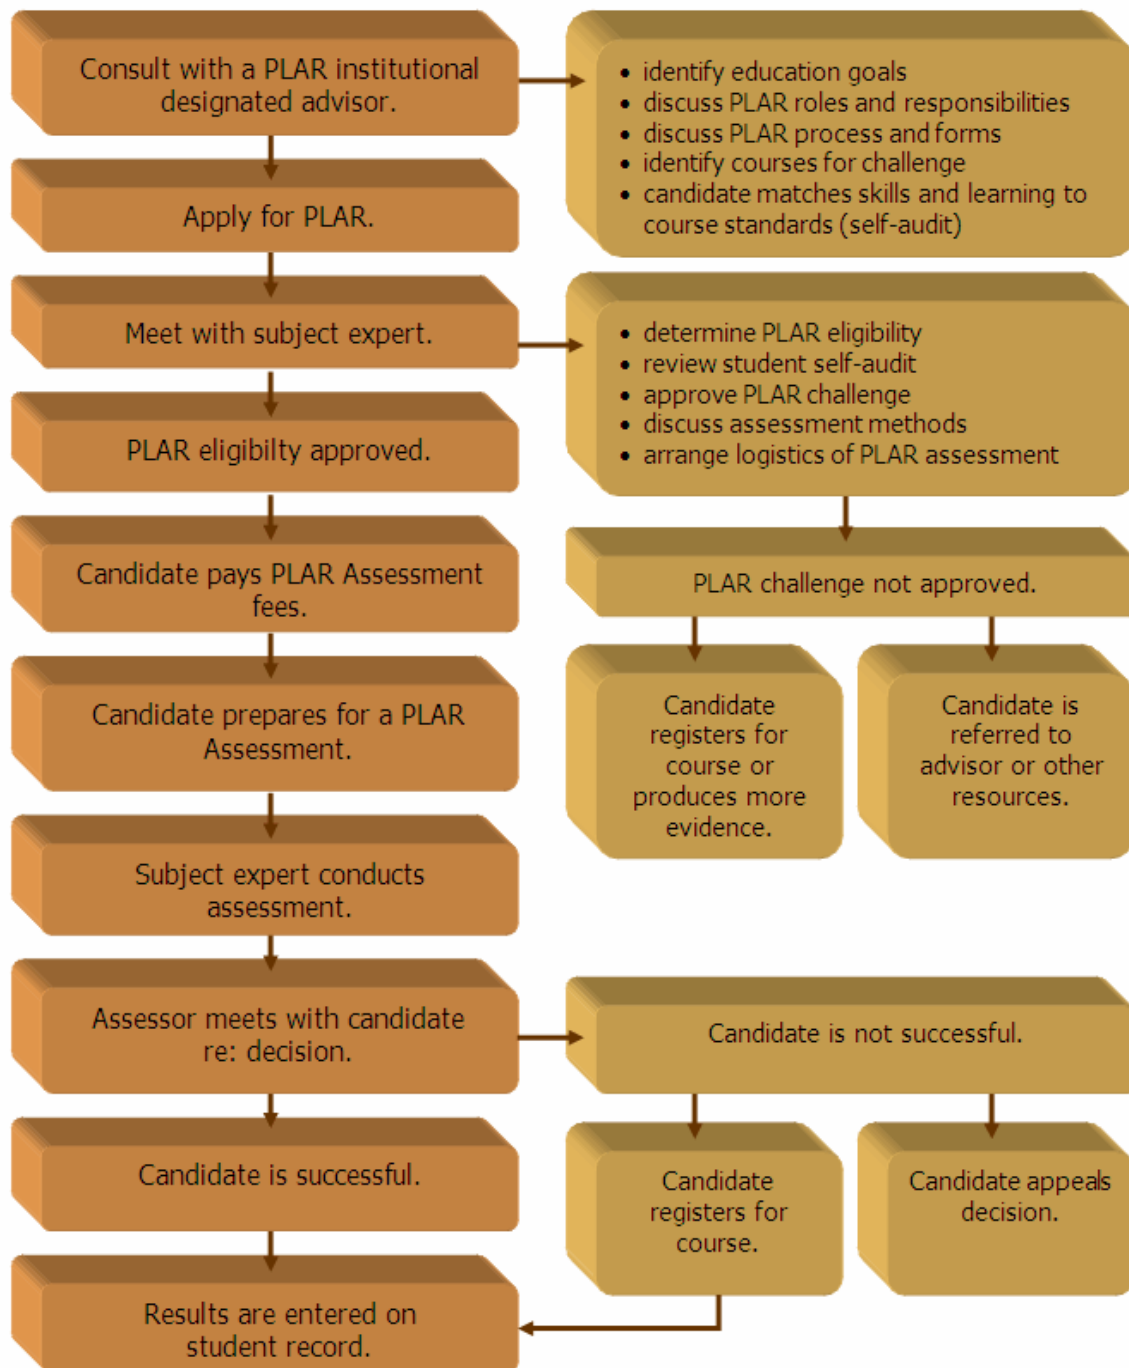 Consult with a PLAR institutional
designated advisor.
• identify education goals
• discuss PLAR roles and responsibilities
• discuss PLAR process and forms
• identify courses for challenge
• candidate matches skills and learning to
course standards (self-audit)
Apply for PLAR.
Meet with subject expert.
• determine PLAR eligibility
• review student self-audit
• approve PLAR challenge
• discuss assessment methods
• arrange logistics of PLAR assessment
PLAR eligibilty approved.
Candidate pays PLAR Assessment
fees.
PLAR challenge not approved.
Candidate
registers for
course or
produces more
evidence.
Candidate is
referred to
advisor or other
resources.
Candidate prepares for a PLAR
Assessment.
Subject expert conducts
assessment.
Assessor meets with candidate
re: decision.
Candidate is not successful.
Candidate is successful.
Candidate
registers for
course.
Candidate appeals
decision.
Results are entered on
student record.